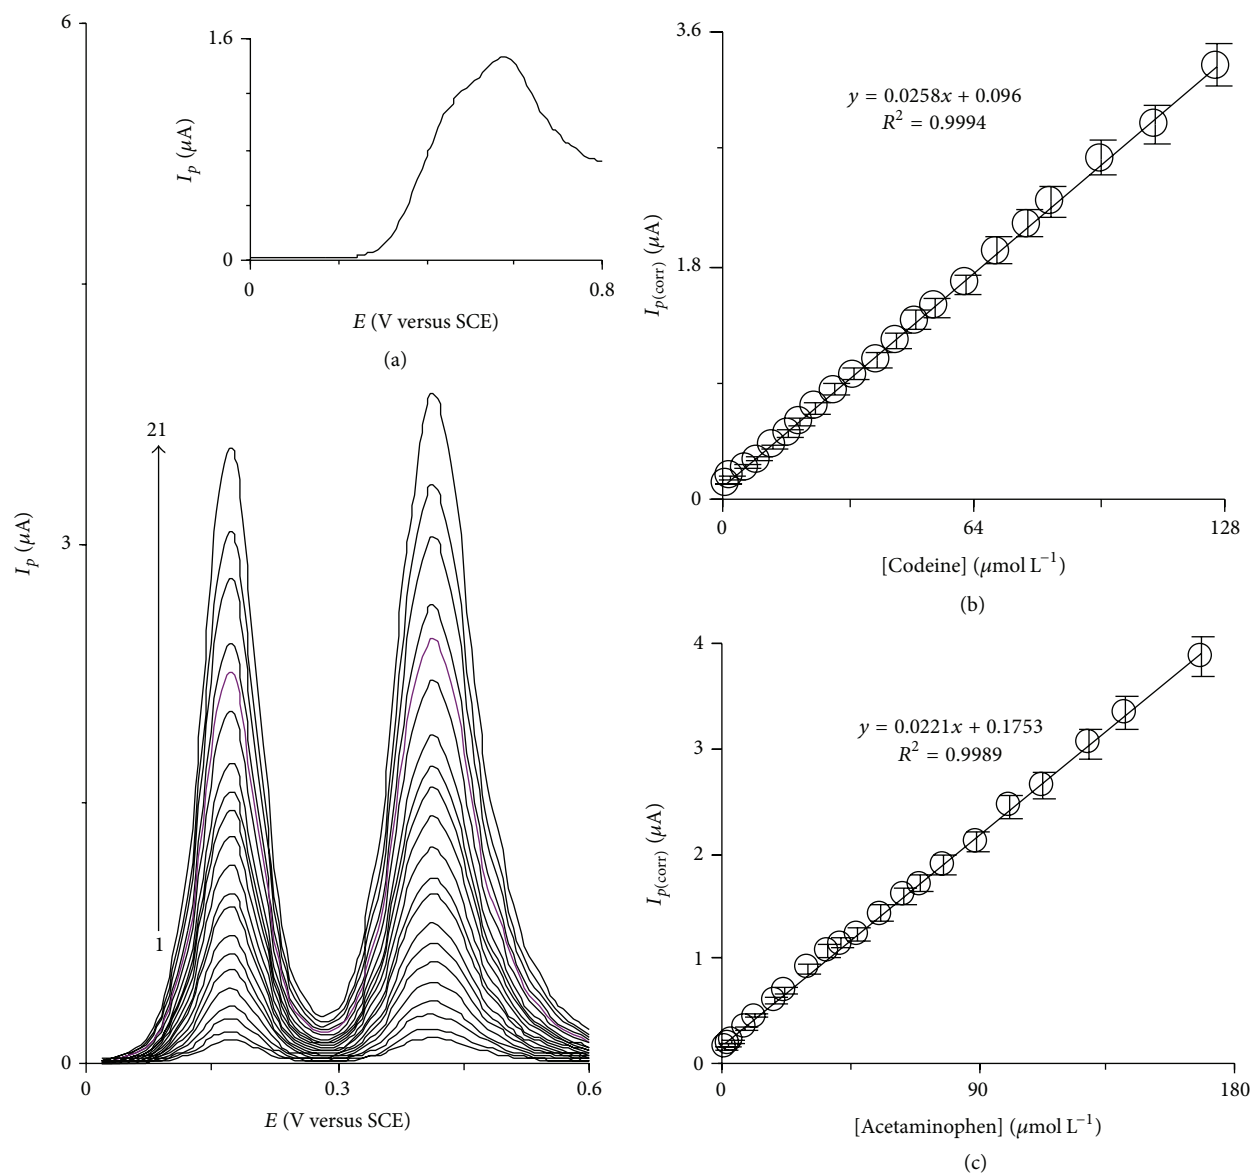 6
3
0
I_p (μA)
0
0.3
0.6
E (V versus SCE)
21
1
1.6
0
I_p (μA)
0
0.8
E (V versus SCE)
(a)
3.6
1.8
0
I_p(corr) (μA)
y = 0.0258x + 0.096
R² = 0.9994
0
64
128
[Codeine] (μmol L⁻¹)
(b)
4
3
2
1
0
I_p(corr) (μA)
y = 0.0221x + 0.1753
R² = 0.9989
0
90
180
[Acetaminophen] (μmol L⁻¹)
(c)